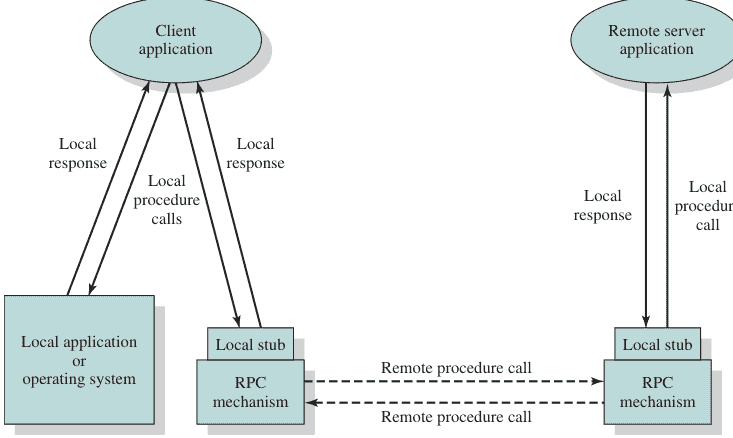 Client
application
Remote server
application
Local
response
Local
procedure
calls
Local
response
Local
response
Local
call
Local application
or
operating system
Local stub
RPC
mechanism
Remote procedure call
Remote procedure call
Local stub
RPC
mechanism